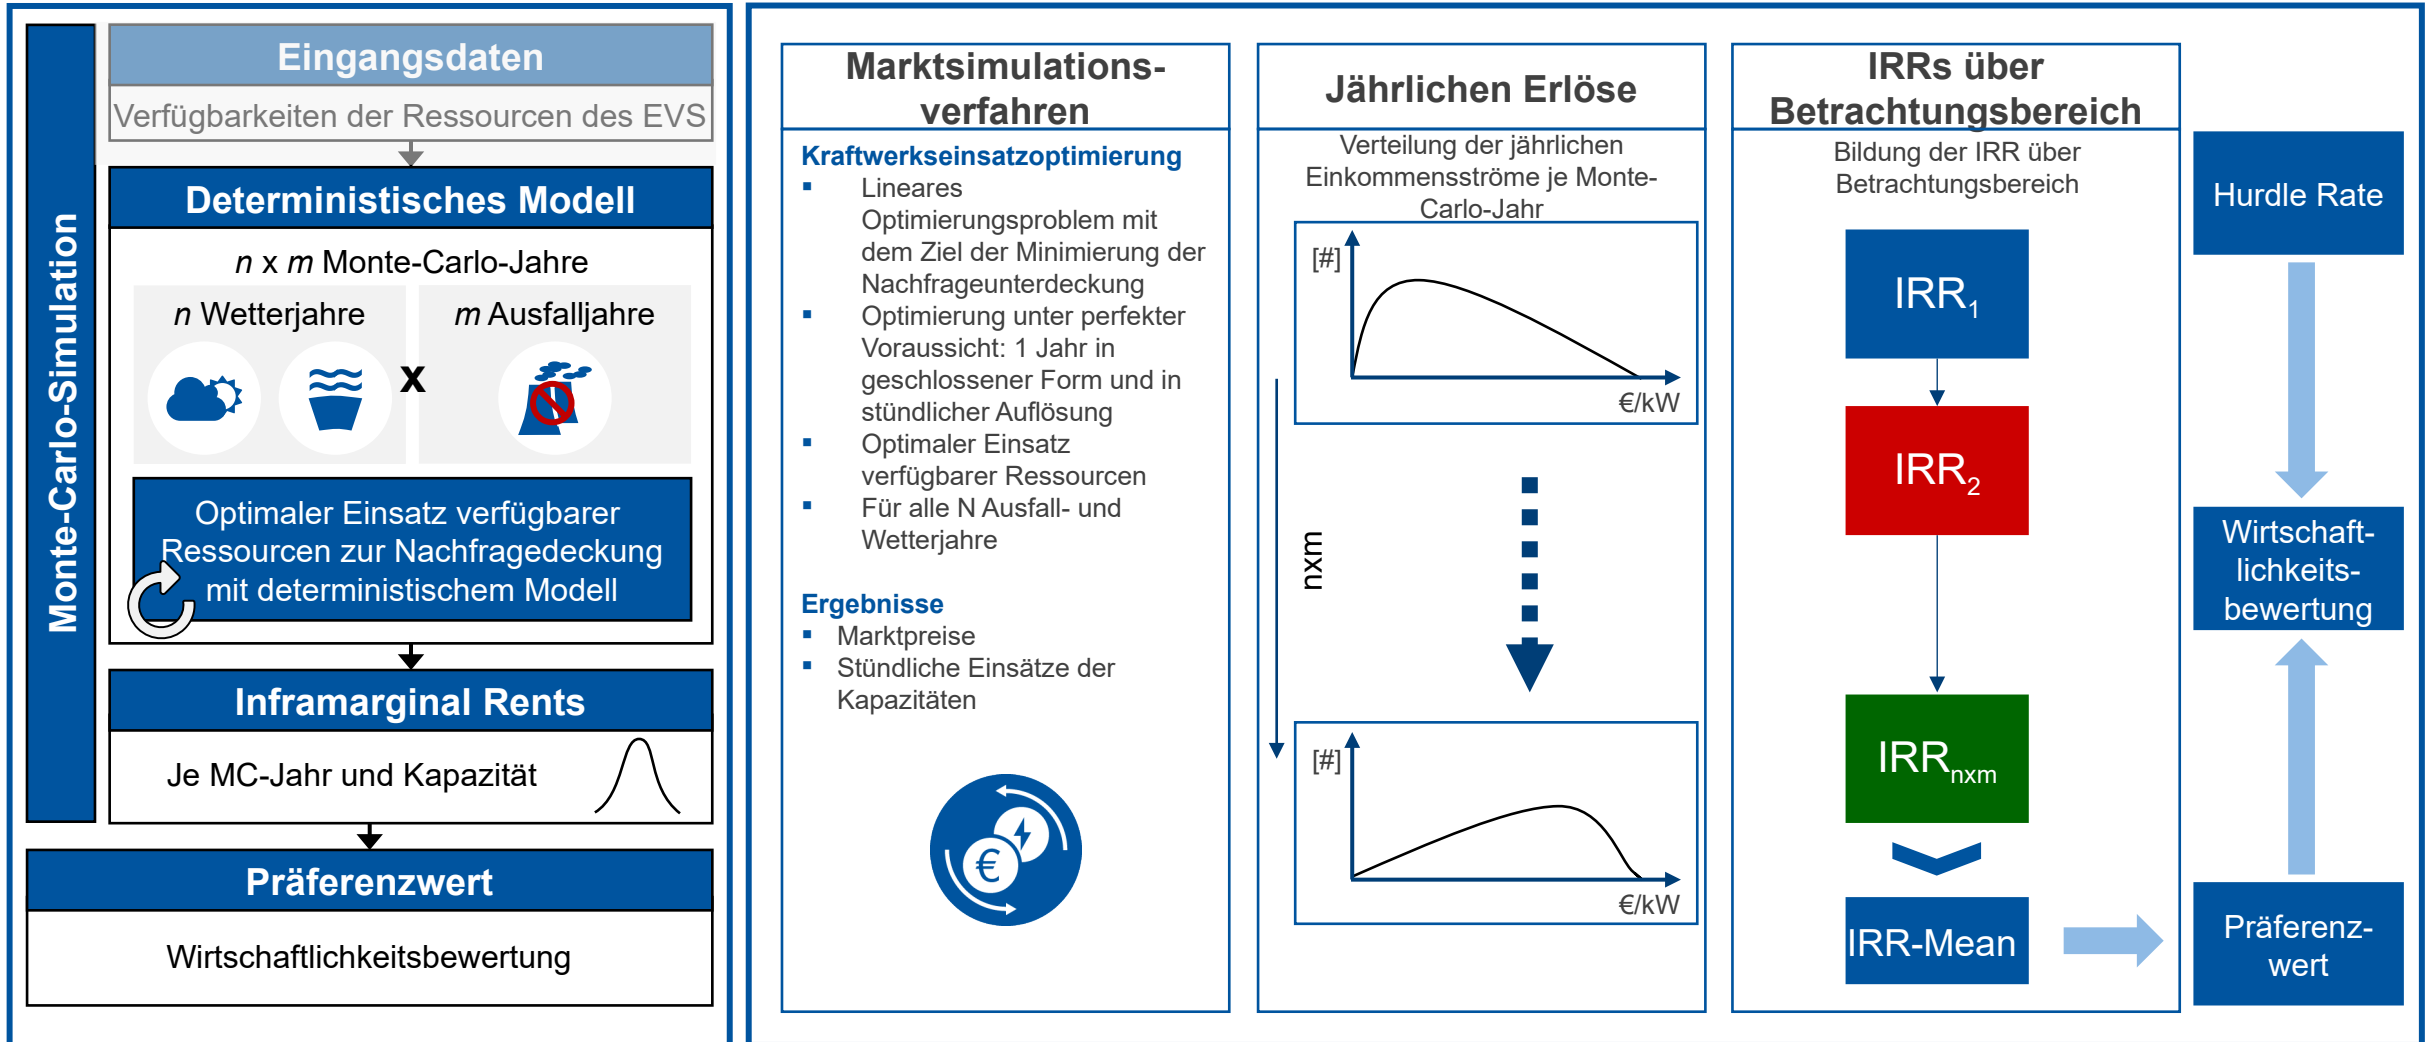 Monte-Carlo-Simulation
Eingangsdaten
Verfügbarkeiten der Ressourcen des EVS
Deterministisches Modell
n x m Monte-Carlo-Jahre
n Wetterjahre
m Ausfalljahre
x
Optimaler Einsatz verfügbarer
Ressourcen zur Nachfragedeckung
mit deterministischem Modell
Inframarginal Rents
Je MC-Jahr und Kapazität
Präferenzwert
Wirtschaftlichkeitsbewertung
Marktsimulations-
verfahren
Kraftwerkseinsatzoptimierung
▪ Lineares
Optimierungsproblem mit
dem Ziel der Minimierung der
Nachfrageunterdeckung
▪ Optimierung unter perfekter
Voraussicht: 1 Jahr in
geschlossener Form und in
stündlicher Auflösung
▪ Optimaler Einsatz
verfügbarer Ressourcen
▪ Für alle N Ausfall- und
Wetterjahre
Ergebnisse
▪ Marktpreise
▪ Stündliche Einsätze der
Kapazitäten
€
Jährlichen Erlöse
Verteilung der jährlichen
Einkommensströme je Monte-
Carlo-Jahr
[#]
€/kW
nxm
[#]
€/kW
IRRs über
Betrachtungsbereich
Bildung der IRR über
Betrachtungsbereich
IRR1
IRR2
IRRnxm
IRR-Mean
Hurdle Rate
Wirtschaft-
lichkeits-
bewertung
Präferenz-
wert